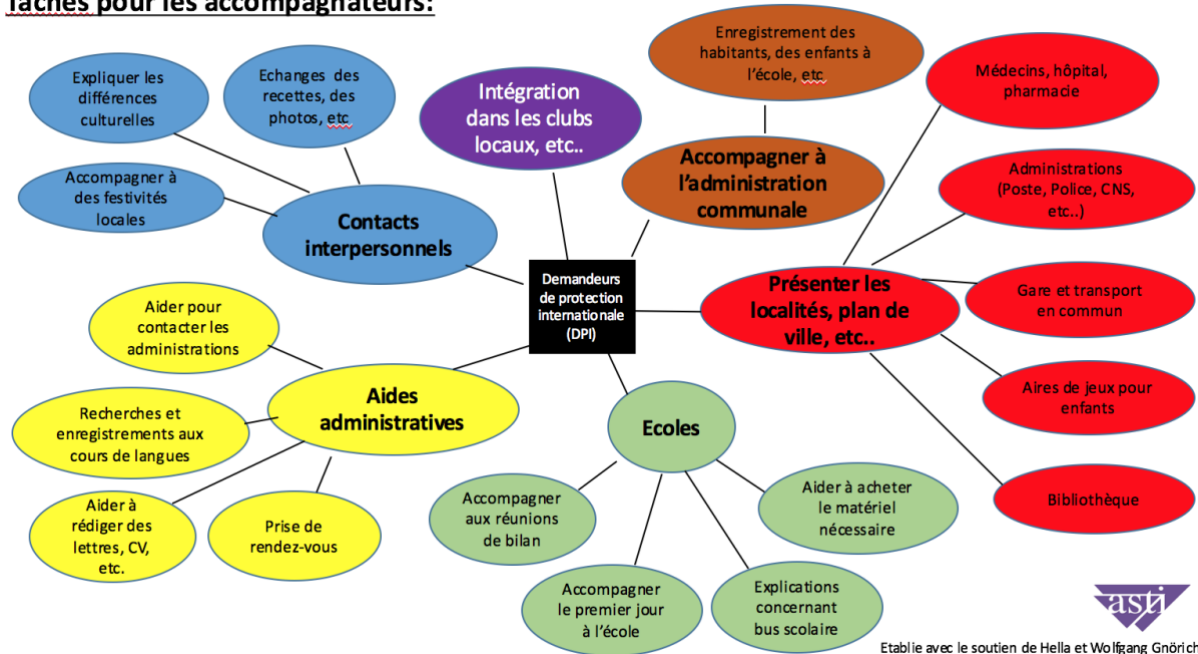 Tâches pour les accompagnateurs:
Expliquer les
différences
culturelles
Echanges des
recettes, des
photos, etc
Accompagner à
des festivités
locales
Contacts
interpersonnels
Intégration
dans les clubs
locaux, etc..
Enregistrement des
habitants, des enfants à
l'école, etc
Accompagner à
l'administration
communale
Médecins, hôpital,
pharmacie
Administrations
(Poste, Police, CNS,
etc..)
Présenter les
localités, plan de
ville, etc..
Gare et transport
en commun
Aires de jeux pour
enfants
Bibliothèque
Demandeurs
de protection
internationale
(DPI)
Aider pour
contacter les
administrations
Aides
administratives
Recherches et
enregistrements aux
cours de langues
Aider à
rédiger des
lettres, CV,
etc.
Prise de
rendez-vous
Ecoles
Accompagner
aux réunions
de bilan
Accompagner
le premier jour
à l'école
Explications
concernant
bus scolaire
Aider à acheter
le matériel
nécessaire
asti
Etablie avec le soutien de Hella et Wolfgang Gnörich